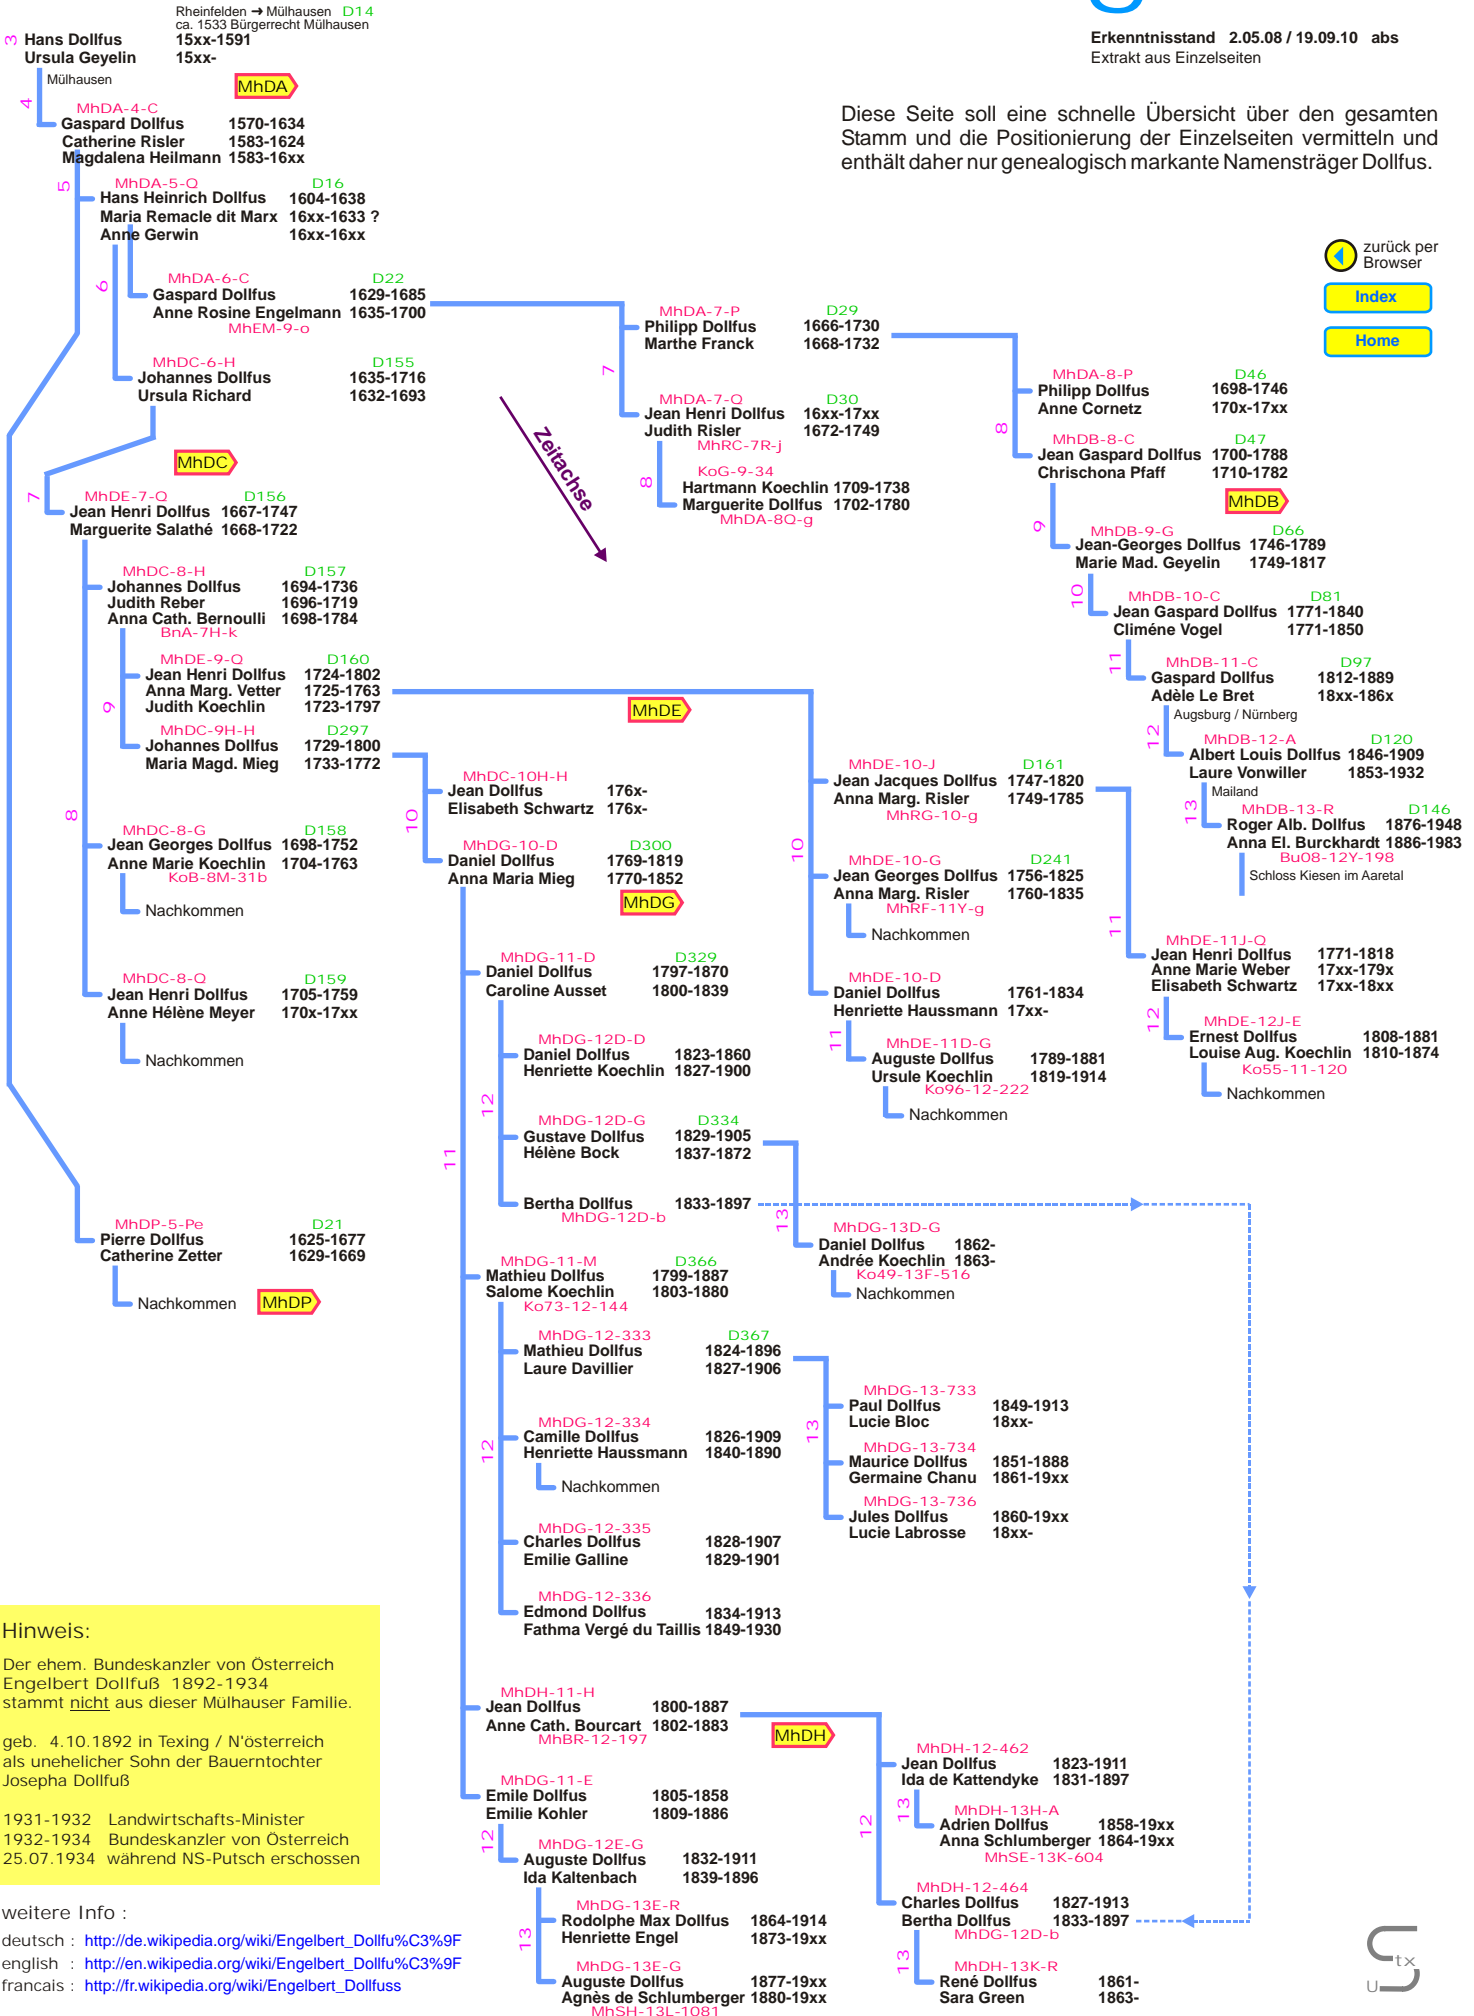 Rheinfelden ➔ Mülhausen D14
ca. 1533 Bürgerrecht Mülhausen
3 Hans Dollfus 15xx-1591
Ursula Geyelin 15xx-
Mülhausen
MhDA
Erkenntnisstand 2.05.08 / 19.09.10 abs
Extrakt aus Einzelseiten
Diese Seite soll eine schnelle Übersicht über den gesamten
Stamm und die Positionierung der Einzelseiten vermitteln und
enthält daher nur genealogisch markante Namensträger Dollfus.
zurück per
Browser
Index
Home
4
MhDA-4-C
Gaspard Dollfus 1570-1634
Catherine Risler 1583-1624
Magdalena Heilmann 1583-16xx
5
MhDA-5-Q D16
Hans Heinrich Dollfus 1604-1638
Maria Remacle dit Marx 16xx-1633 ?
Anne Gerwin 16xx-16xx
6
MhDA-6-C D22
Gaspard Dollfus 1629-1685
Anne Rosine Engelmann 1635-1700
MhEM-9-o
MhDC-6-H D155
Johannes Dollfus 1635-1716
Ursula Richard 1632-1693
7
MhDA-7-P D29
Philipp Dollfus 1666-1730
Marthe Franck 1668-1732
MhDA-7-Q D30
Jean Henri Dollfus 16xx-17xx
Judith Risler 1672-1749
MhRC-7R-j
8
KoG-9-34
Hartmann Koechlin 1709-1738
Marguerite Dollfus 1702-1780
MhDA-8Q-g
Zeitachse
8
MhDA-8-P D46
Philipp Dollfus 1698-1746
Anne Cornetz 170x-17xx
MhDB-8-C D47
Jean Gaspard Dollfus 1700-1788
Chrischona Pfaff 1710-1782
MhDB
9
MhDB-9-G D66
Jean-Georges Dollfus 1746-1789
Marie Mad. Geyelin 1749-1817
10
MhDB-10-C D81
Jean Gaspard Dollfus 1771-1840
Climéne Vogel 1771-1850
11
MhDB-11-C D97
Gaspard Dollfus 1812-1889
Adèle Le Bret 18xx-186x
Augsburg / Nürnberg
12
MhDB-12-A D120
Albert Louis Dollfus 1846-1909
Laure Vonwiller 1853-1932
Mailand
13
MhDB-13-R D146
Roger Alb. Dollfus 1876-1948
Anna El. Burckhardt 1886-1983
Bu08-12Y-198
Schloss Kiesen im Aaretal
MhDC
7
MhDE-7-Q D156
Jean Henri Dollfus 1667-1747
Marguerite Salathé 1668-1722
8
MhDC-8-H D157
Johannes Dollfus 1694-1736
Judith Reber 1696-1719
Anna Cath. Bernoulli 1698-1784
BnA-7H-k
9
MhDE-9-Q D160
Jean Henri Dollfus 1724-1802
Anna Marg. Vetter 1725-1763
Judith Koechlin 1723-1797
MhDC-9H-H D297
Johannes Dollfus 1729-1800
Maria Magd. Mieg 1733-1772
MhDC-8-G D158
Jean Georges Dollfus 1698-1752
Anne Marie Koechlin 1704-1763
KoB-8M-31b
Nachkommen
MhDC-8-Q D159
Jean Henri Dollfus 1705-1759
Anne Hélène Meyer 170x-17xx
Nachkommen
MhDE
10
MhDE-10-J D161
Jean Jacques Dollfus 1747-1820
Anna Marg. Risler 1749-1785
MhRG-10-g
MhDE-10-G D241
Jean Georges Dollfus 1756-1825
Anna Marg. Risler 1760-1835
MhRF-11Y-g
Nachkommen
MhDE-10-D
Daniel Dollfus 1761-1834
Henriette Haussmann 17xx-
11
MhDE-11D-G
Auguste Dollfus 1789-1881
Ursule Koechlin 1819-1914
Ko96-12-222
Nachkommen
11
MhDE-11J-Q
Jean Henri Dollfus 1771-1818
Anne Marie Weber 17xx-179x
Elisabeth Schwartz 17xx-18xx
12
MhDE-12J-E
Ernest Dollfus 1808-1881
Louise Aug. Koechlin 1810-1874
Ko55-11-120
Nachkommen
10
MhDC-10H-H
Jean Dollfus 176x-
Elisabeth Schwartz 176x-
MhDG-10-D D300
Daniel Dollfus 1769-1819
Anna Maria Mieg 1770-1852
MhDG
11
MhDG-11-D D329
Daniel Dollfus 1797-1870
Caroline Ausset 1800-1839
12
MhDG-12D-D
Daniel Dollfus 1823-1860
Henriette Koechlin 1827-1900
MhDG-12D-G D334
Gustave Dollfus 1829-1905
Hélène Bock 1837-1872
Bertha Dollfus 1833-1897
MhDG-12D-b
13
MhDG-13D-G
Daniel Dollfus 1862-
Andrée Koechlin 1863-
Ko49-13F-516
Nachkommen
MhDP-5-Pe D21
Pierre Dollfus 1625-1677
Catherine Zetter 1629-1669
Nachkommen
MhDP
MhDG-11-M D366
Mathieu Dollfus 1799-1887
Salome Koechlin 1803-1880
Ko73-12-144
12
MhDG-12-333 D367
Mathieu Dollfus 1824-1896
Laure Davillier 1827-1906
MhDG-12-334
Camille Dollfus 1826-1909
Henriette Haussmann 1840-1890
Nachkommen
MhDG-12-335
Charles Dollfus 1828-1907
Emilie Galline 1829-1901
MhDG-12-336
Edmond Dollfus 1834-1913
Fathma Vergé du Taillis 1849-1930
13
MhDG-13-733
Paul Dollfus 1849-1913
Lucie Bloc 18xx-
MhDG-13-734
Maurice Dollfus 1851-1888
Germaine Chanu 1861-19xx
MhDG-13-736
Jules Dollfus 1860-19xx
Lucie Labrosse 18xx-
MhDH-11-H
Jean Dollfus 1800-1887
Anne Cath. Bourcart 1802-1883
MhBR-12-197
MhDH
MhDG-11-E
Emile Dollfus 1805-1858
Emilie Kohler 1809-1886
12
MhDG-12E-G
Auguste Dollfus 1832-1911
Ida Kaltenbach 1839-1896
13
MhDG-13E-R
Rodolphe Max Dollfus 1864-1914
Henriette Engel 1873-19xx
MhDG-13E-G
Auguste Dollfus 1877-19xx
Agnès de Schlumberger 1880-19xx
MhSH-13L-1081
12
MhDH-12-462
Jean Dollfus 1823-1911
Ida de Kattendyke 1831-1897
13
MhDH-13H-A
Adrien Dollfus 1858-19xx
Anna Schlumberger 1864-19xx
MhSE-13K-604
MhDH-12-464
Charles Dollfus 1827-1913
Bertha Dollfus 1833-1897
MhDG-12D-b
13
MhDH-13K-R
René Dollfus 1861-
Sara Green 1863-
Hinweis:
Der ehem. Bundeskanzler von Österreich
Engelbert Dollfuß 1892-1934
stammt nicht aus dieser Mülhauser Familie.
geb. 4.10.1892 in Texing / N'österreich
als unehelicher Sohn der Bauerntochter
Josepha Dollfuß
1931-1932 Landwirtschafts-Minister
1932-1934 Bundeskanzler von Österreich
25.07.1934 während NS-Putsch erschossen
weitere Info :
deutsch : http://de.wikipedia.org/wiki/Engelbert_Dollfu%C3%9F
english : http://en.wikipedia.org/wiki/Engelbert_Dollfu%C3%9F
francais : http://fr.wikipedia.org/wiki/Engelbert_Dollfuss
U S tx